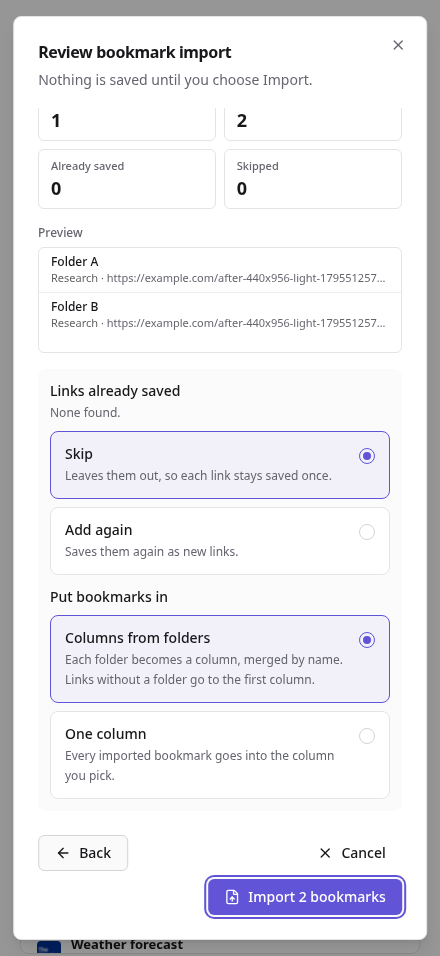 Review bookmark import
Nothing is saved until you choose Import.
1
2
Already saved
0
Skipped
0
Preview
Folder A
Research · https://example.com/after-440x956-light-179551257...
Folder B
Research · https://example.com/after-440x956-light-179551257...
Links already saved
None found.
Skip
Leaves them out, so each link stays saved once.
Add again
Saves them again as new links.
Put bookmarks in
Columns from folders
Each folder becomes a column, merged by name.
Links without a folder go to the first column.
One column
Every imported bookmark goes into the column
you pick.
Back
Cancel
Import 2 bookmarks
Weather forecast